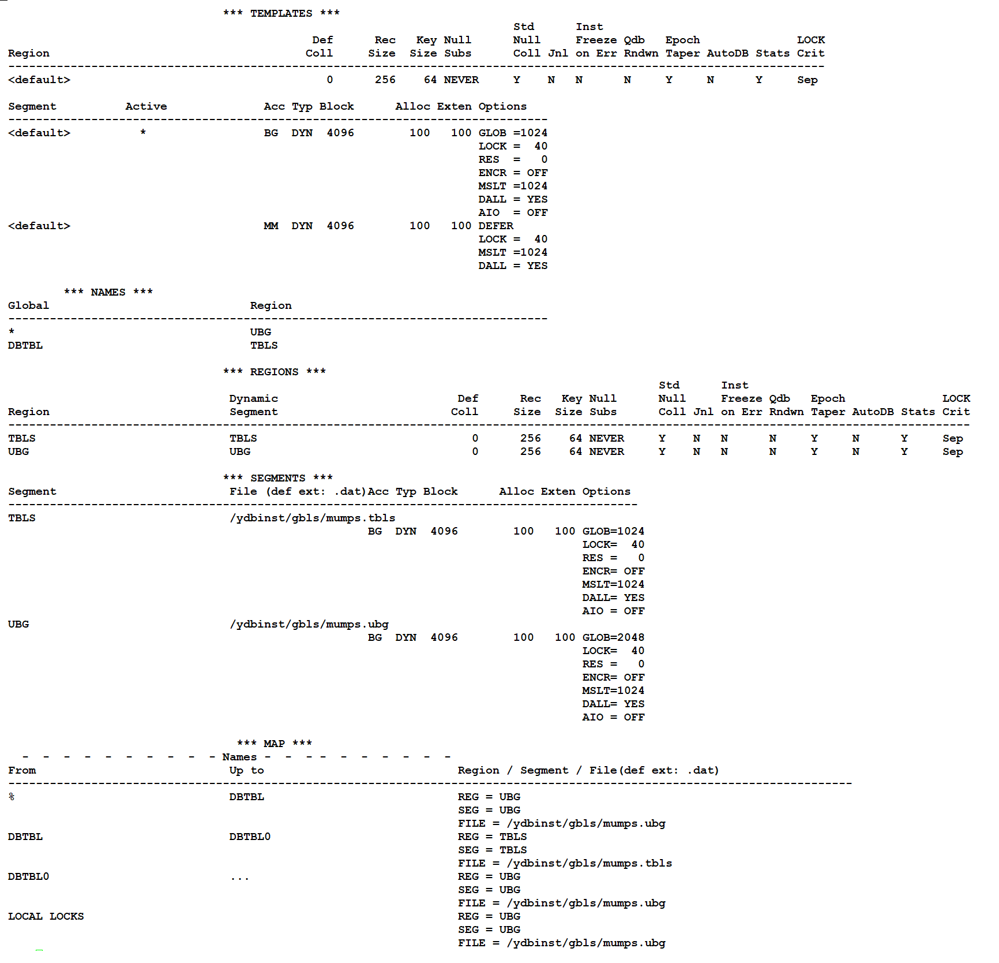 *** TEMPLATES ***
Std Inst
Def Rec Key Null Null Freeze Qdb Epoch LOCK
Region Coll Size Size Subs Coll Jnl on Err Rndwn Taper AutoDB Stats Crit
------------------------------------------------------------------------------------------------------------------------------------
<default> 0 256 64 NEVER Y N N N Y N Y Sep
Segment Active Acc Typ Block Alloc Exten Options
------------------------------------------------------------------------------
<default> * BG DYN 4096 100 100 GLOB =1024
LOCK = 40
RES = 0
ENCR = OFF
MSLT =1024
DALL = YES
AIO = OFF
<default> MM DYN 4096 100 100 DEFER
LOCK = 40
MSLT =1024
DALL = YES
*** NAMES ***
Global Region
------------------------------------------------------------------------------
* UBG
DBTBL TBLS
*** REGIONS ***
Std Inst
Dynamic Def Rec Key Null Null Freeze Qdb Epoch LOCK
Region Segment Coll Size Size Subs Coll Jnl on Err Rndwn Taper AutoDB Stats Crit
-------------------------------------------------------------------------------------------------------------------------------------------
TBLS TBLS 0 256 64 NEVER Y N N N Y N Y Sep
UBG UBG 0 256 64 NEVER Y N N N Y N Y Sep
*** SEGMENTS ***
Segment File (def ext: .dat)Acc Typ Block Alloc Exten Options
-------------------------------------------------------------------------------------------
TBLS /ydbinst/gbls/mumps.tbls
BG DYN 4096 100 100 GLOB=1024
LOCK= 40
RES = 0
ENCR= OFF
MSLT=1024
DALL= YES
AIO = OFF
UBG /ydbinst/gbls/mumps.ubg
BG DYN 4096 100 100 GLOB=2048
LOCK= 40
RES = 0
ENCR= OFF
MSLT=1024
DALL= YES
AIO = OFF
*** MAP ***
- - - - - - - - - - Names - - - - - - - - - -
From Up to Region / Segment / File(def ext: .dat)
--------------------------------------------------------------------------------------------------------------------------
% DBTBL REG = UBG
SEG = UBG
FILE = /ydbinst/gbls/mumps.ubg
DBTBL DBTBL0 REG = TBLS
SEG = TBLS
FILE = /ydbinst/gbls/mumps.tbls
DBTBL0 ... REG = UBG
SEG = UBG
FILE = /ydbinst/gbls/mumps.ubg
LOCAL LOCKS REG = UBG
SEG = UBG
FILE = /ydbinst/gbls/mumps.ubg